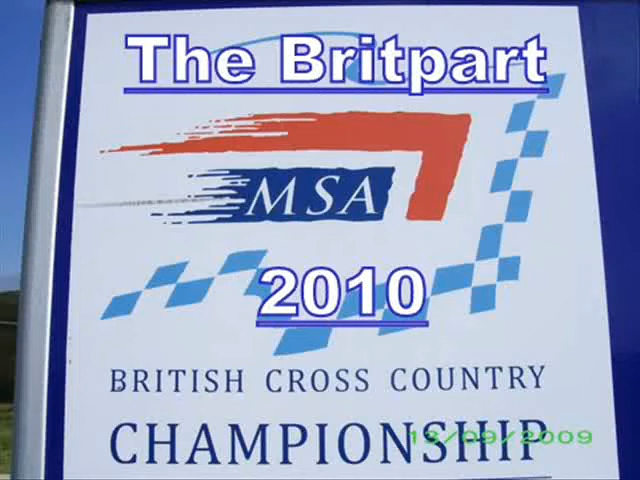 The Britpart
MSA
2010
BRITISH CROSS COUNTRY
CHAMPIONSHIP
13/09/2009